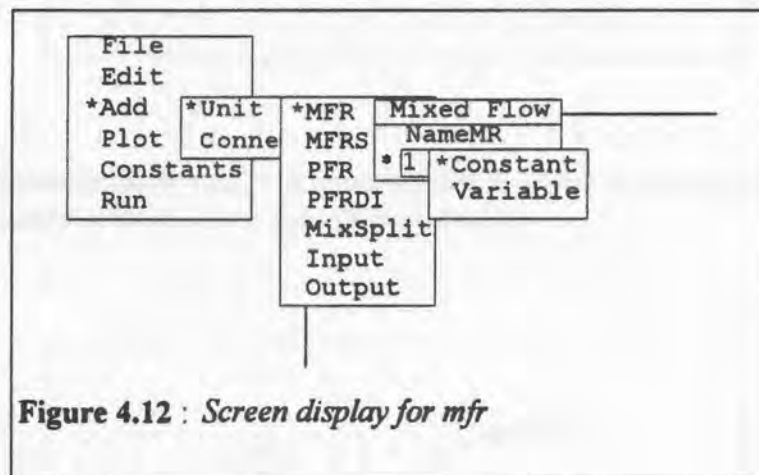 File
Edit
*Add
Plot
Constants
Run
*Unit
Conne
*MFR
MFRS
PFR
PFRDI
MixSplit
Input
Output
Mixed Flow
NameMR
* 1
*Constant
Variable
Figure 4.12 : Screen display for mfr